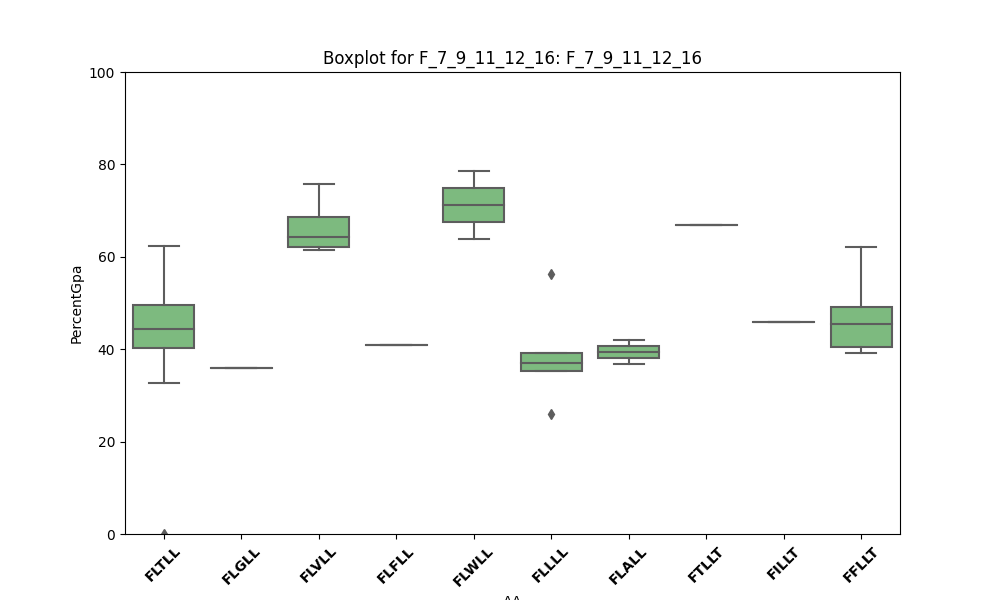 Boxplot for F_7_9_11_12_16: F_7_9_11_12_16
100
80
60
40
20
0
PercentGpa
FLTLL
FLGLL
FLVLL
FLFLL
FLWLL
FLLLL
FLALL
FTLLT
FILLT
FFLLT
AA